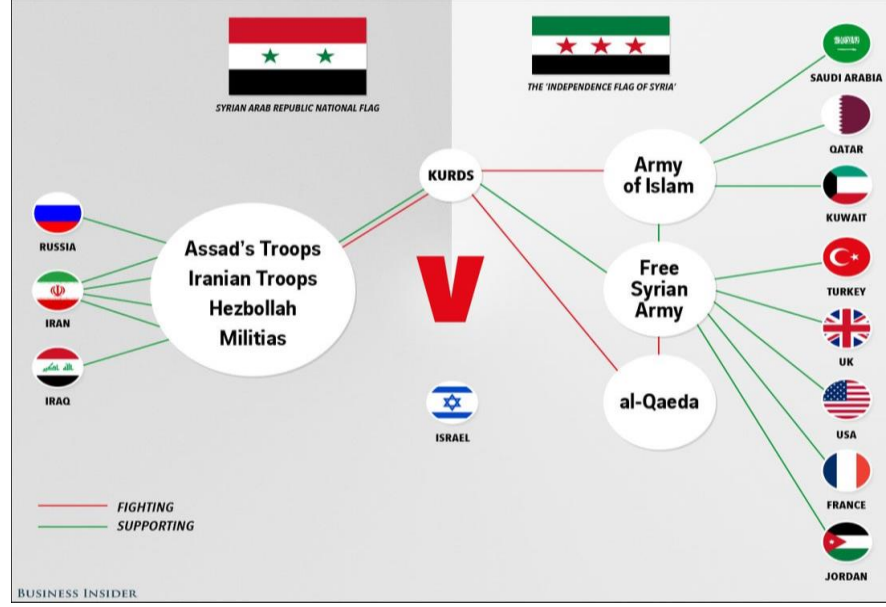 SYRIAN ARAB REPUBLIC NATIONAL FLAG
THE 'INDEPENDENCE FLAG OF SYRIA'
SAUDI ARABIA
QATAR
KUWAIT
TURKEY
UK
USA
FRANCE
JORDAN
KURDS
Army
of Islam
Free
Syrian
Army
al-Qaeda
RUSSIA
IRAN
IRAQ
Assad's Troops
Iranian Troops
Hezbollah
Militias
V
ISRAEL
FIGHTING
SUPPORTING
BUSINESS INSIDER